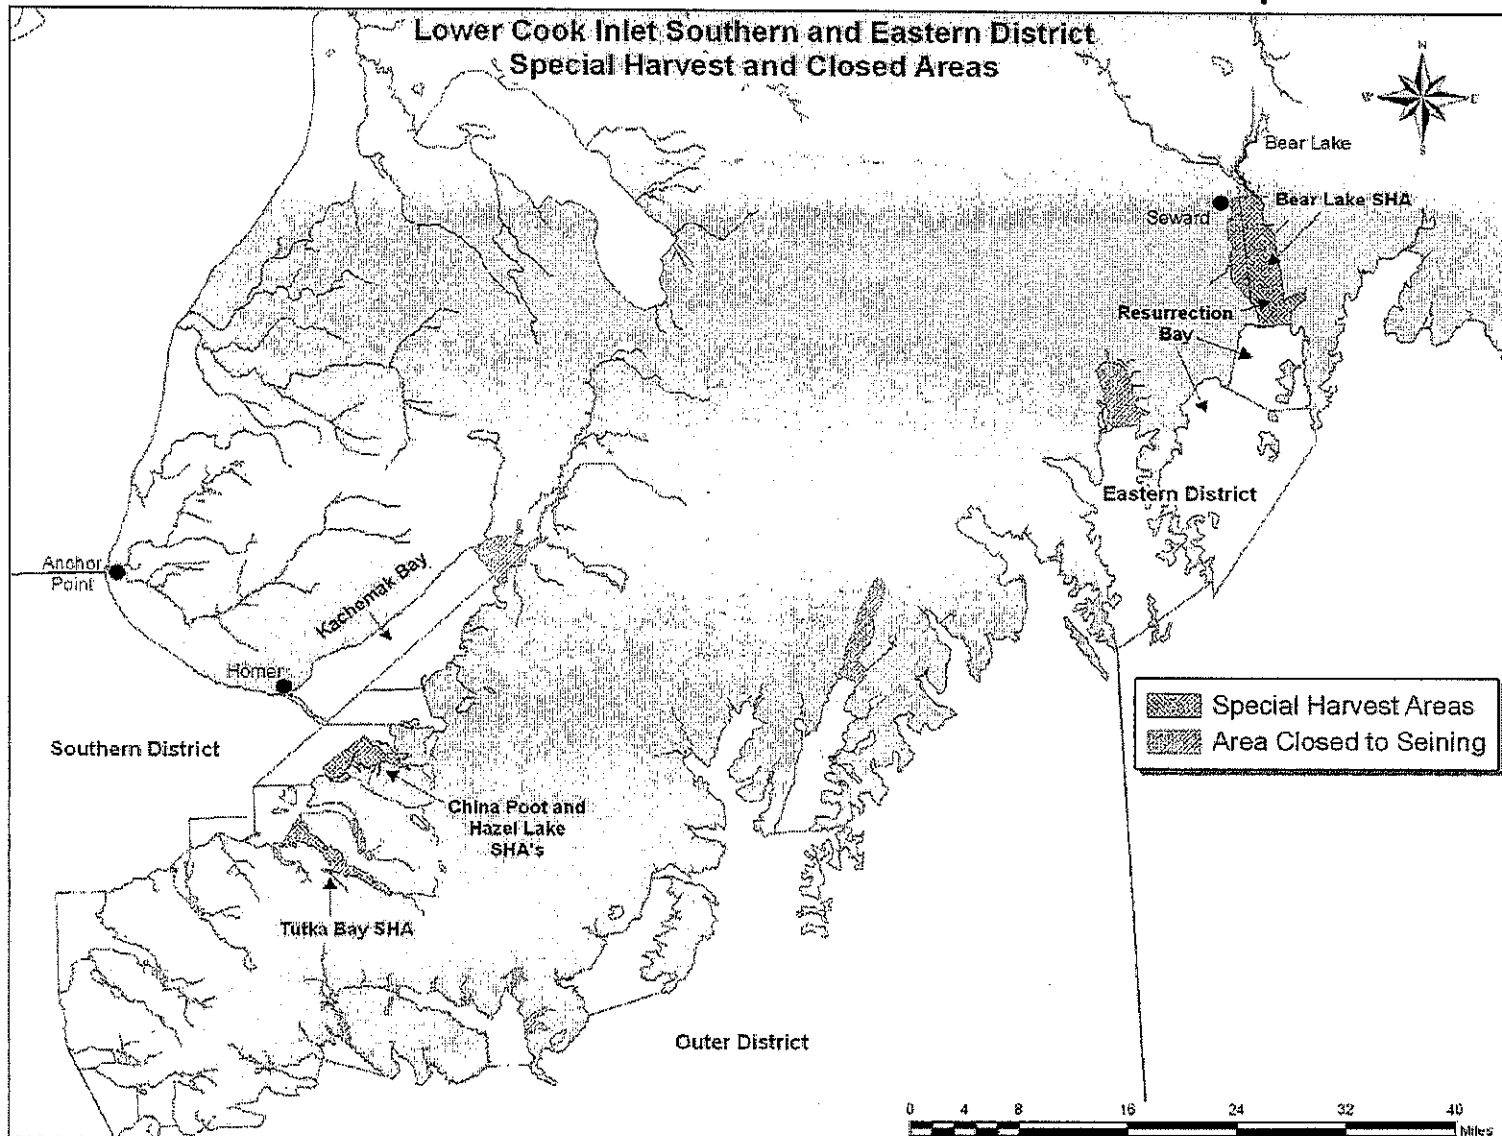 Lower Cook Inlet Southern and Eastern District
Special Harvest and Closed Areas
N
W
E
S
Bear Lake
Bear Lake SHA
Seward
Resurrection
Bay
Eastern District
Anchor
Point
Kachemak Bay
Homer
Special Harvest Areas
Area Closed to Seining
Southern District
China Poot and
Hazel Lake
SHA's
Tutka Bay SHA
Outer District
0 4 8 16 24 32 40
Miles